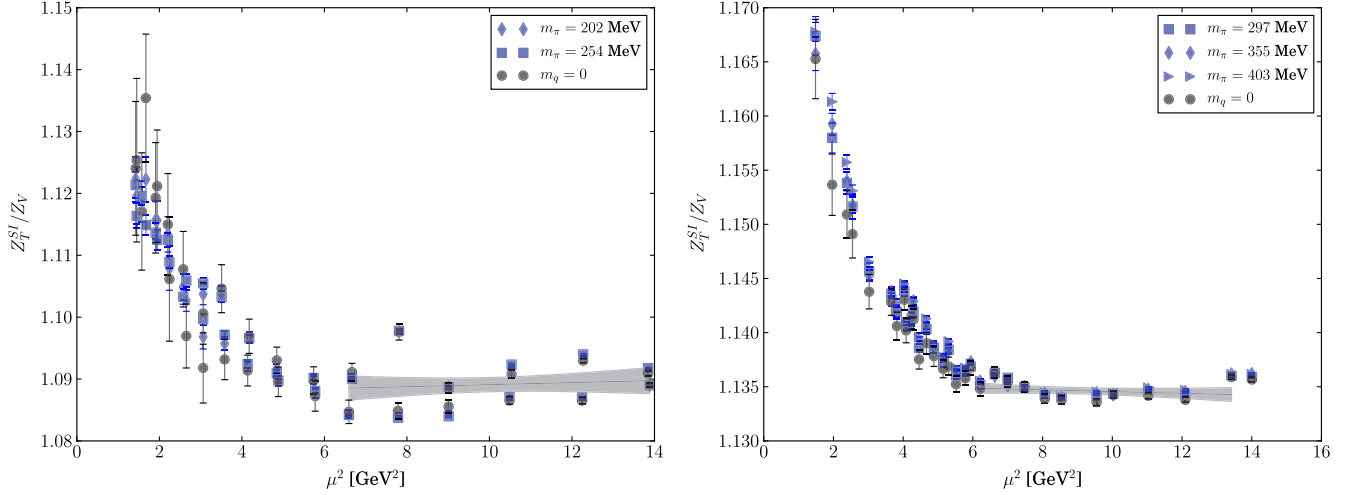 1.15
1.14
1.13
1.12
1.11
1.10
1.09
1.08
Z_T^{SI}/Z_V
0 2 4 6 8 10 12 14
μ² [GeV²]
m_π = 202 MeV
m_π = 254 MeV
m_q = 0
1.170
1.165
1.160
1.155
1.150
1.145
1.140
1.135
1.130
Z_T^{SI}/Z_V
0 2 4 6 8 10 12 14 16
μ² [GeV²]
m_π = 297 MeV
m_π = 355 MeV
m_π = 403 MeV
m_q = 0